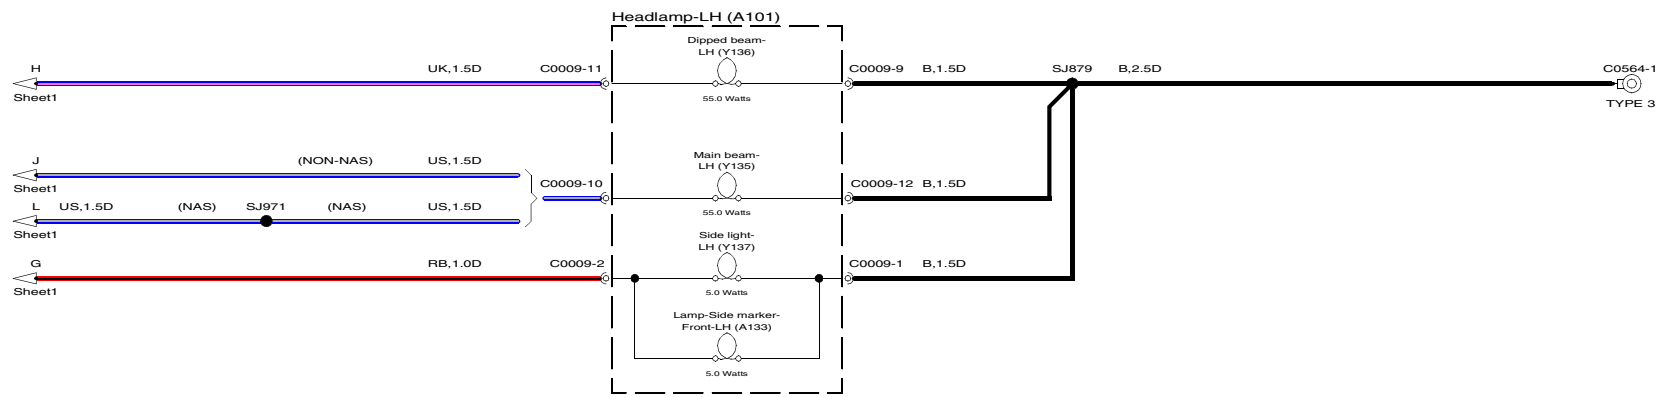 Headlamp-LH (A101)
Dipped beam-
LH (Y136)
H UK,1.5D C0009-11 C0009-9 B,1.5D SJ879 B,2.5D C0564-1
Sheet1 55.0 Watts TYPE 3
Main beam-
LH (Y135)
J (NON-NAS) US,1.5D
Sheet1 C0009-10 C0009-12 B,1.5D
L US,1.5D (NAS) SJ971 (NAS) US,1.5D 55.0 Watts
Sheet1
Side light-
LH (Y137)
G RB,1.0D C0009-2 C0009-1 B,1.5D
Sheet1 5.0 Watts
Lamp-Side marker-
Front-LH (A133)
5.0 Watts